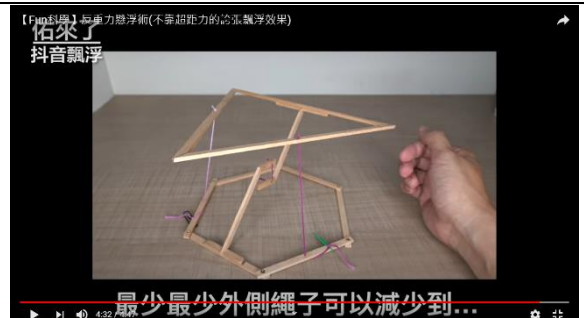 【Fun科學】反重力懸浮術(不靠超距力的誇張飄浮效果)
佑來了
抖音飄浮
最少最少外側繩子可以減少到...
4:32 / 4:47